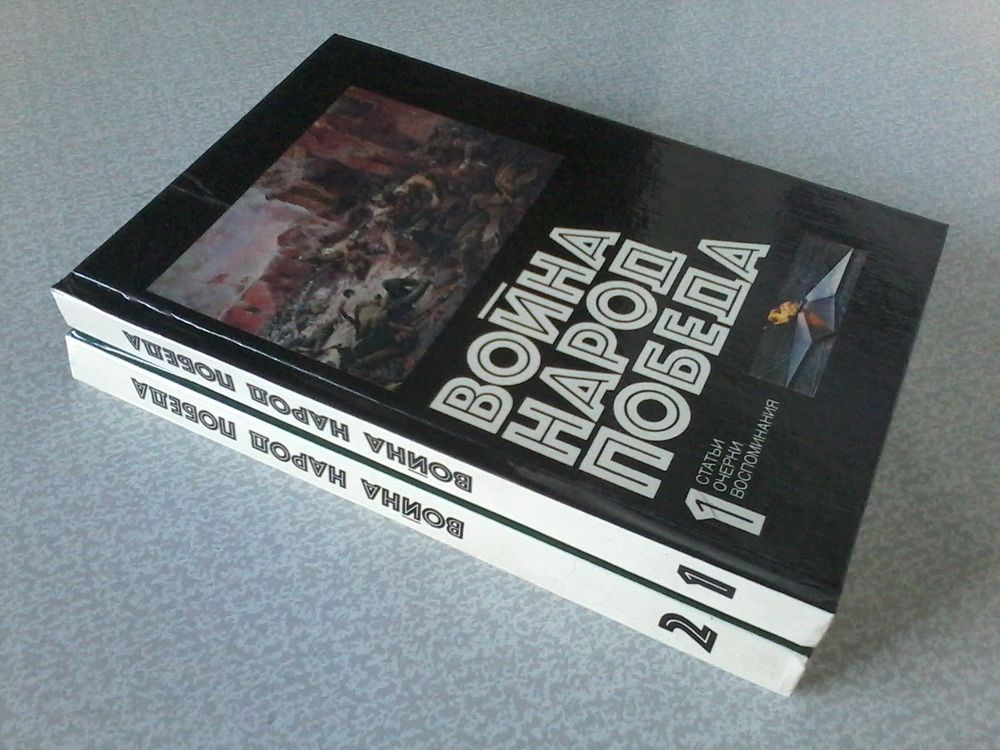 ВОЙНА
НАРОД
ПОБЕДА
1
СТАТЬИ
ОЧЕРКИ
ВОСПОМИНАНИЯ
ВОЙНА НАРОД ПОБЕДА 1
ВОЙНА НАРОД ПОБЕДА 2